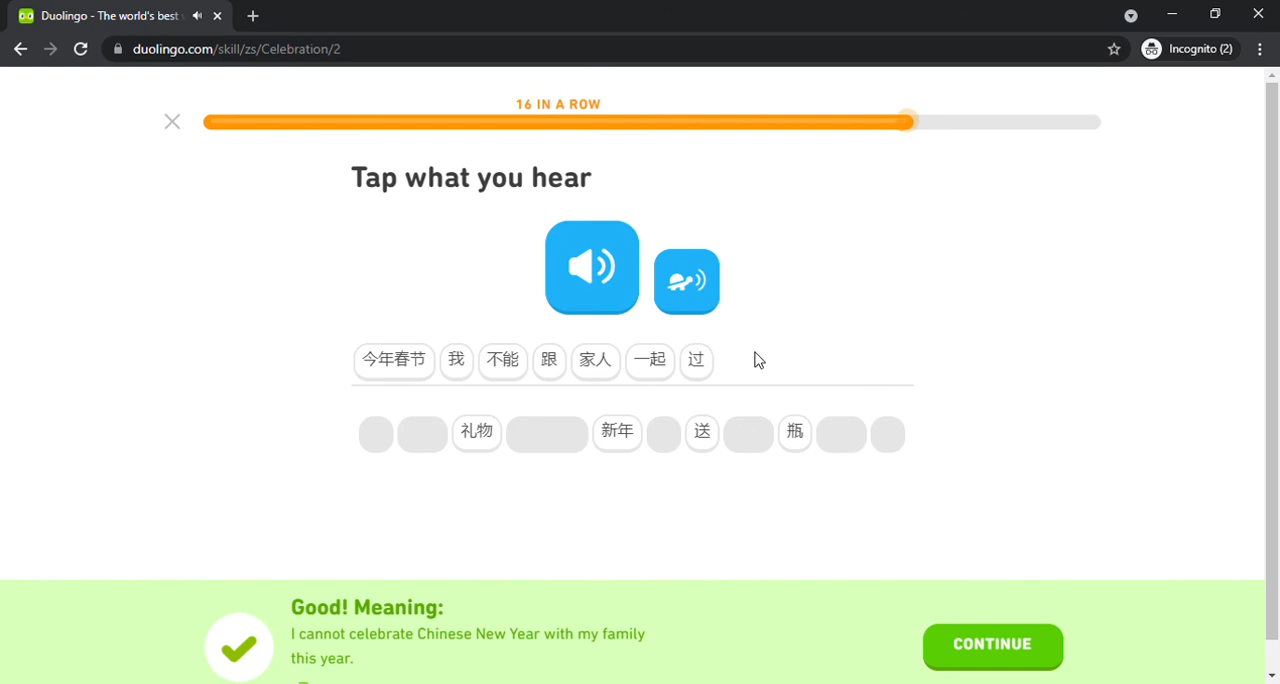 Duolingo - The world's best
duolingo.com/skill/zs/Celebration/2
Incognito (2)
16 IN A ROW
Tap what you hear
今年春节 我 不能 跟 家人 一起 过
礼物 新年 送 瓶
Good! Meaning:
I cannot celebrate Chinese New Year with my family
this year.
CONTINUE